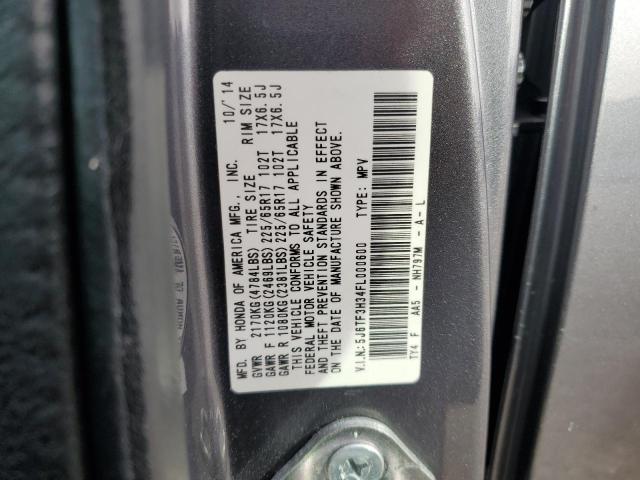 MFD. BY HONDA OF AMERICA MFG., INC. 10/'14
GVWR 2170KG(4784LBS) TIRE SIZE RIM SIZE
GAWR F 1120KG(2469LBS) 225/65R17 102T 17X6.5J
GAWR R 1080KG(2381LBS) 225/65R17 102T 17X6.5J
THIS VEHICLE CONFORMS TO ALL APPLICABLE
FEDERAL MOTOR VEHICLE SAFETY
AND THEFT PREVENTION STANDARDS IN EFFECT
ON THE DATE OF MANUFACTURE SHOWN ABOVE.
V.I.N.: 5J6TF3H34FL000600 TYPE: MPV
TY4 F AA5 - NH797M - A - L